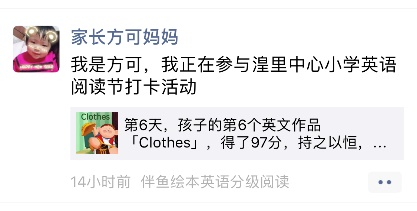 家长方可妈妈
我是方可，我正在参与湟里中心小学英语
阅读节打卡活动
Clothes
第6天，孩子的第6个英文作品
「Clothes」，得了97分，持之以恒，...
14小时前 伴鱼绘本英语分级阅读